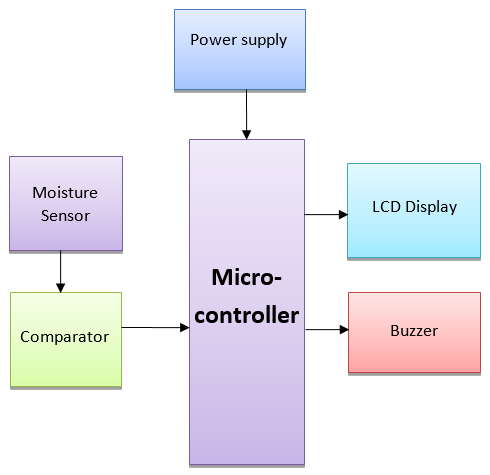 Power supply
Moisture
Sensor
LCD Display
Micro-
controller
Comparator
Buzzer